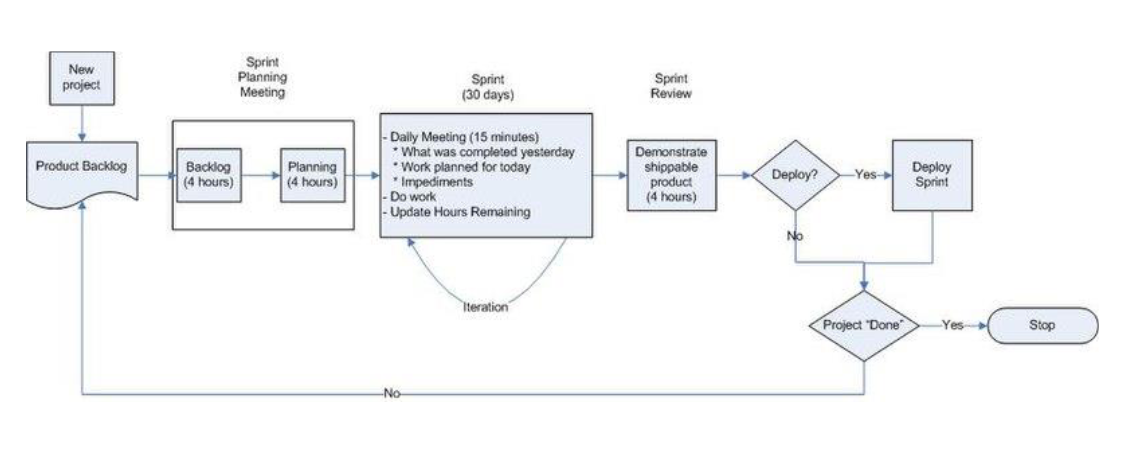 New
project
Product Backlog
Sprint
Planning
Meeting
Backlog
(4 hours)
Planning
(4 hours)
Sprint
(30 days)
- Daily Meeting (15 minutes)
* What was completed yesterday
* Work planned for today
* Impediments
- Do work
- Update Hours Remaining
Iteration
Sprint
Review
Demonstrate
shippable
product
(4 hours)
Deploy?
Yes
Deploy
Sprint
No
Project "Done"
Yes
Stop
No